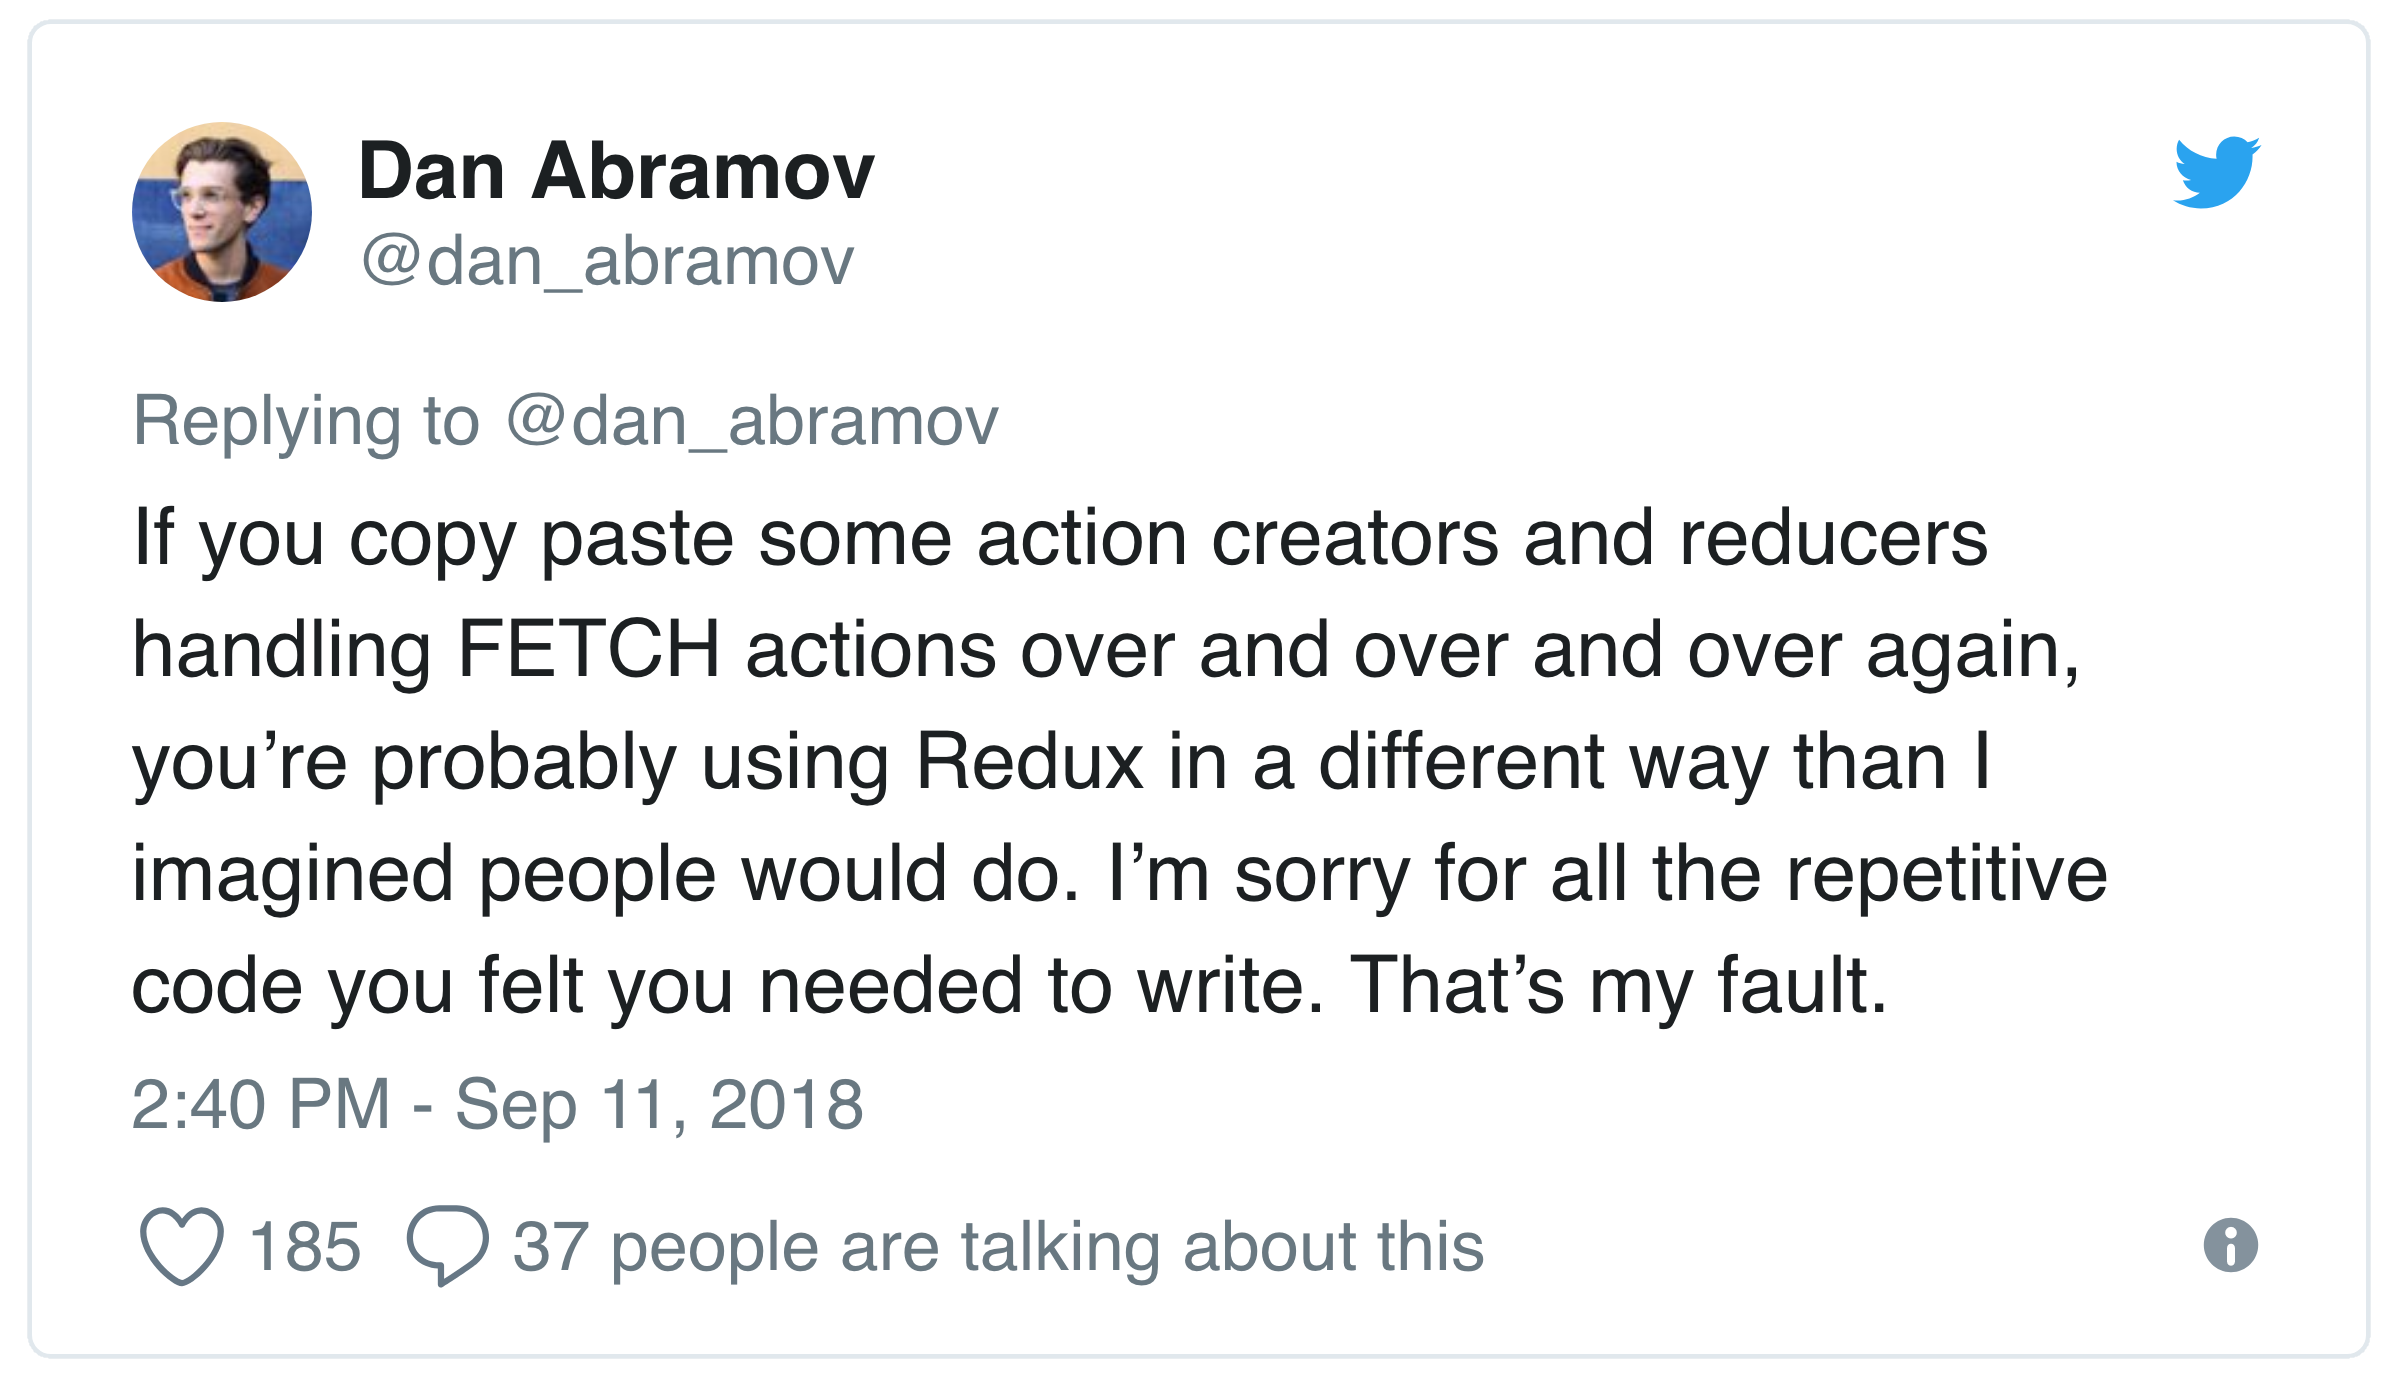 Dan Abramov
@dan_abramov
Replying to @dan_abramov
If you copy paste some action creators and reducers
handling FETCH actions over and over and over again,
you’re probably using Redux in a different way than I
imagined people would do. I’m sorry for all the repetitive
code you felt you needed to write. That’s my fault.
2:40 PM - Sep 11, 2018
185 37 people are talking about this